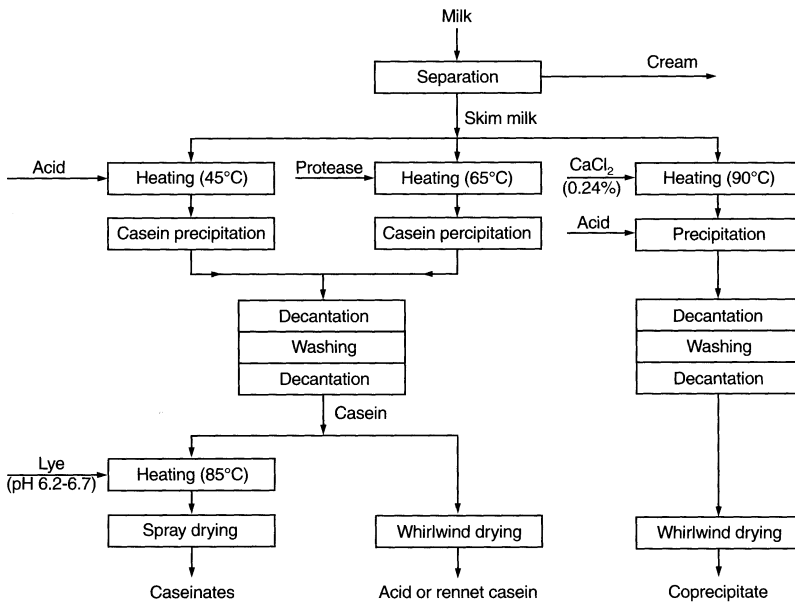 Milk
Separation
Cream
Skim milk
Acid
Heating (45°C)
Protease
Heating (65°C)
CaCl₂
(0.24%)
Heating (90°C)
Casein precipitation
Casein percipitation
Acid
Precipitation
Decantation
Washing
Decantation
Decantation
Washing
Decantation
Casein
Lye
(pH 6.2-6.7)
Heating (85°C)
Spray drying
Whirlwind drying
Whirlwind drying
Caseinates
Acid or rennet casein
Coprecipitate